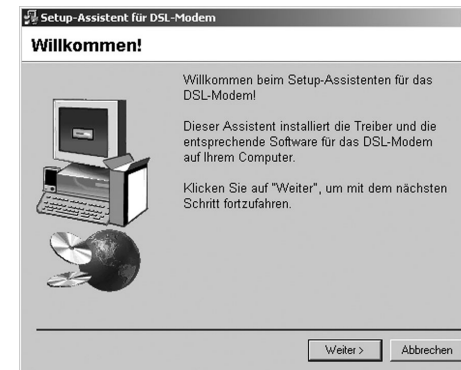 Setup-Assistent für DSL-Modem
Willkommen!
Willkommen beim Setup-Assistenten für das
DSL-Modem!
Dieser Assistent installiert die Treiber und die
entsprechende Software für das DSL-Modem
auf Ihrem Computer.
Klicken Sie auf "Weiter", um mit dem nächsten
Schritt fortzufahren.
Weiter >
Abbrechen